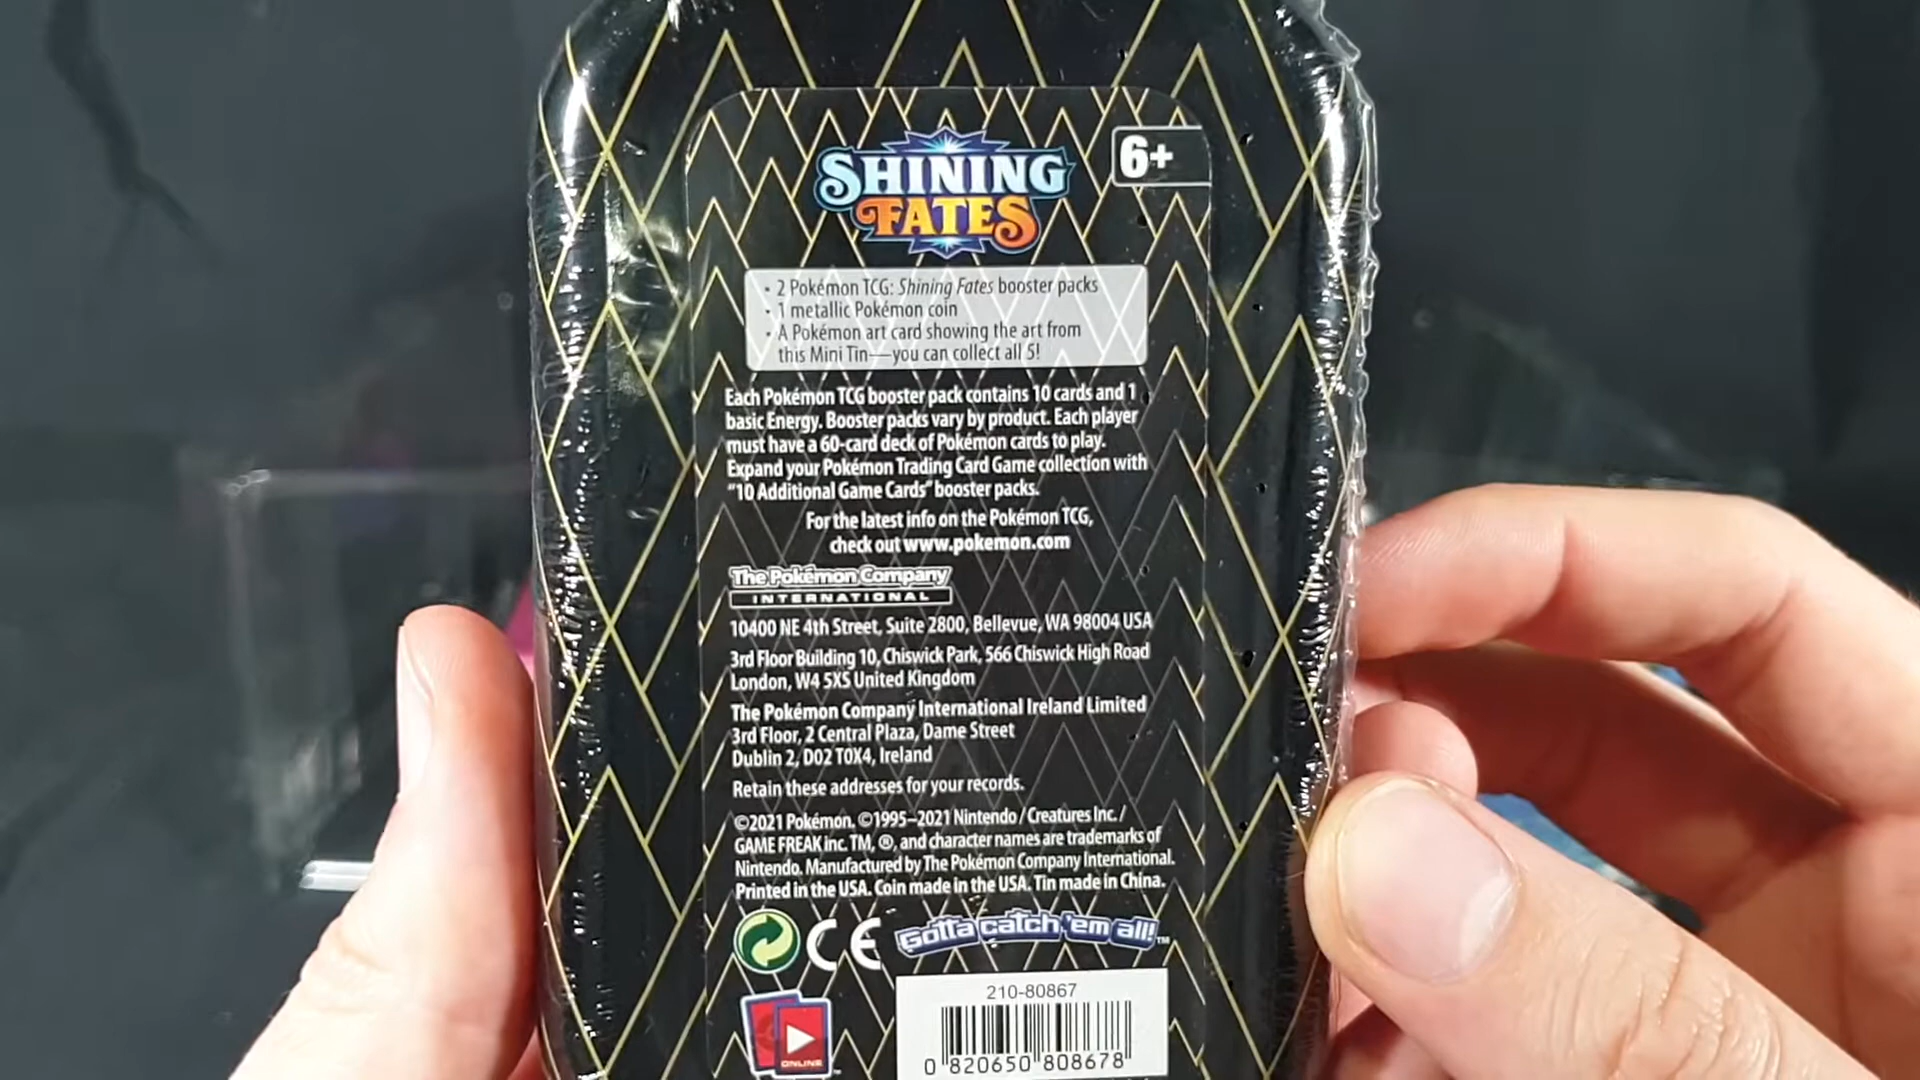 SHINING
FATES
6+
• 2 Pokémon TCG: Shining Fates booster packs
• 1 metallic Pokémon coin
• A Pokémon art card showing the art from
this Mini Tin—you can collect all 5!
Each Pokémon TCG booster pack contains 10 cards and 1
basic Energy. Booster packs vary by product. Each player
must have a 60-card deck of Pokémon cards to play.
Expand your Pokémon Trading Card Game collection with
"10 Additional Game Cards" booster packs.
For the latest info on the Pokémon TCG,
check out www.pokemon.com
The Pokémon Company
INTERNATIONAL
10400 NE 4th Street, Suite 2800, Bellevue, WA 98004 USA
3rd Floor Building 10, Chiswick Park, 566 Chiswick High Road
London, W4 5XS United Kingdom
The Pokémon Company International Ireland Limited
3rd Floor, 2 Central Plaza, Dame Street
Dublin 2, D02 T0X4, Ireland
Retain these addresses for your records.
©2021 Pokémon. ©1995–2021 Nintendo / Creatures Inc. /
GAME FREAK inc. TM, ®, and character names are trademarks of
Nintendo. Manufactured by The Pokémon Company International.
Printed in the USA. Coin made in the USA. Tin made in China.
CE Gotta catch 'em all!™
210-80867
ONLINE
0 820650 808678